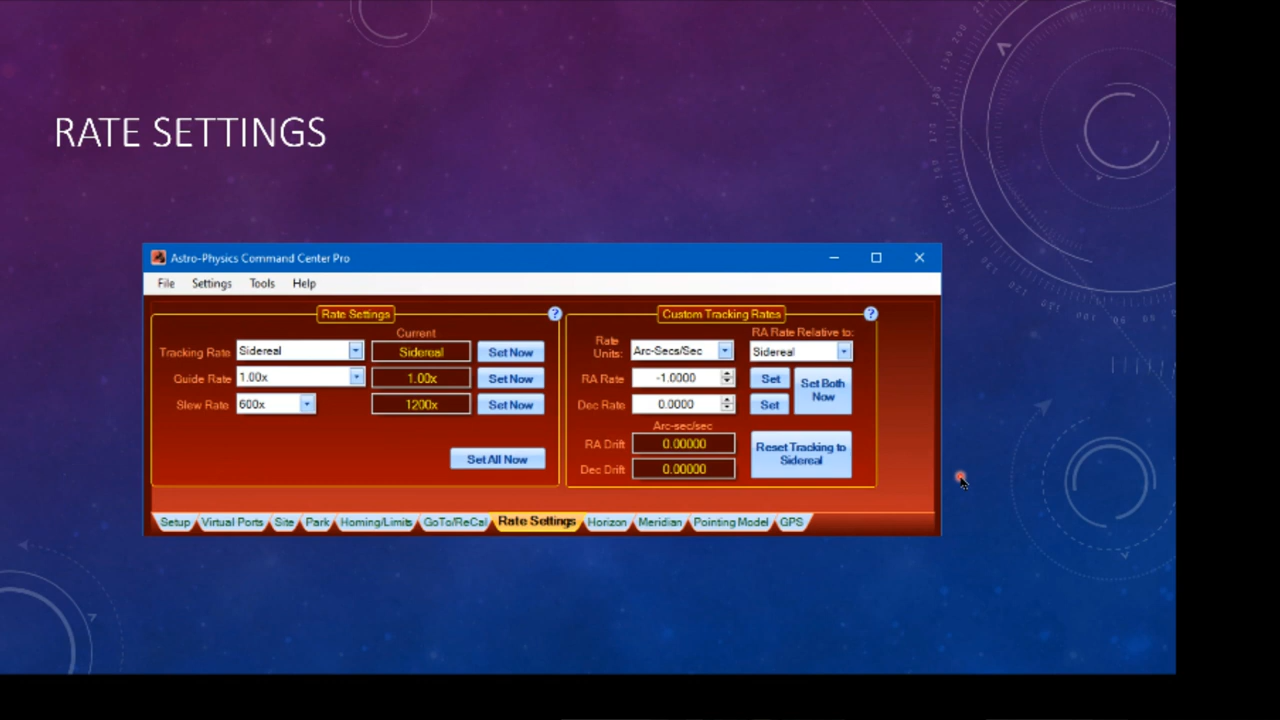 RATE SETTINGS
Astro-Physics Command Center Pro
File Settings Tools Help
Rate Settings
Current
Tracking Rate Sidereal Sidereal Set Now
Guide Rate 1.00x 1.00x Set Now
Slew Rate 600x 1200x Set Now
Set All Now
Custom Tracking Rates
RA Rate Relative to:
Rate Units: Arc-Secs/Sec Sidereal
RA Rate -1.0000 Set
Dec Rate 0.0000 Set
Set Both Now
Arc-sec/sec
RA Drift 0.00000
Dec Drift 0.00000
Reset Tracking to Sidereal
Setup Virtual Ports Site Park Homing/Limits GoTo/ReCal Rate Settings Horizon Meridian Pointing Model GPS